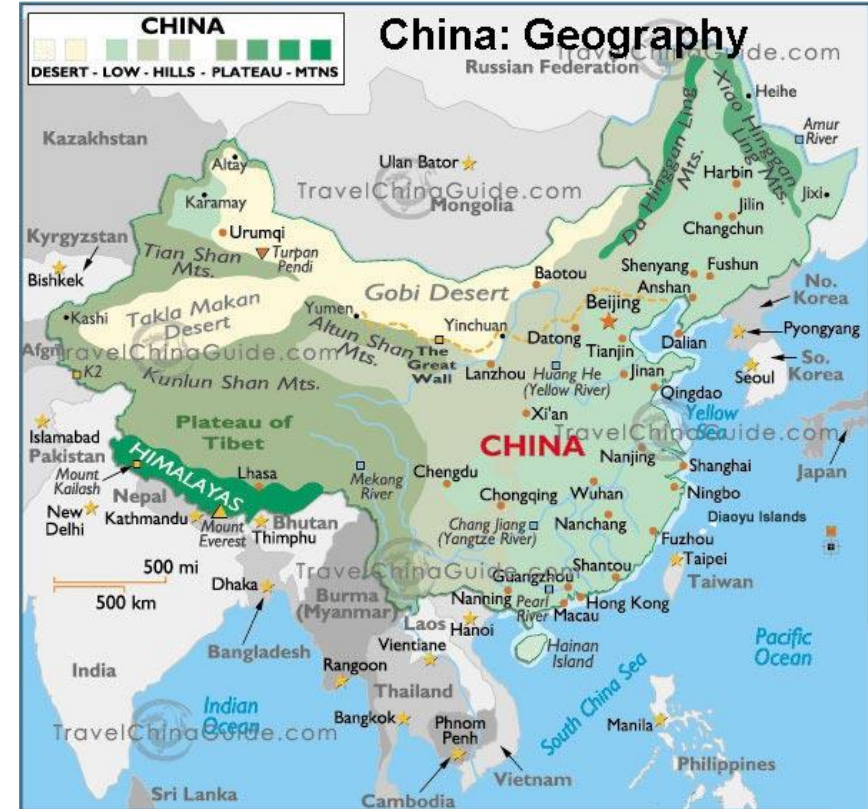 CHINA
DESERT - LOW - HILLS - PLATEAU - MTNS
China: Geography
TravelChinaGuide.com
Russian Federation
Heihe
Kazakhstan
Amur
River
Altay
Ulan Bator
Da Hinggan Ling
Mts.
Xiao Hinggan
Ling Mts.
Harbin
TravelChinaGuide.com
Mongolia
Karamay
Jixi
Jilin
Urumqi
Changchun
Kyrgyzstan
Turpan
Pendi
Tian Shan
Mts.
Bishkek
Baotou
Shenyang
Fushun
Anshan
Gobi Desert
Beijing
No.
Korea
Takla Makan
Desert
Yumen
Kashi
Altun Shan
Mts.
Yinchuan
Datong
Dalian
Pyongyang
Tianjin
Afgn
TravelChinaGuide.com
The
Great
Wall
So.
Korea
K2
Kunlun Shan Mts.
Lanzhou
Huang He
(Yellow River)
Jinan
Seoul
Qingdao
Xi'an
Yellow
Sea
Plateau of
Tibet
TravelChinaGuide.com
Islamabad
Pakistan
CHINA
HIMALAYAS
Nanjing
Shanghai
Japan
Mount
Kailash
Lhasa
Mekong
River
Chengdu
Wuhan
Ningbo
Nepal
Chongqing
New
Delhi
Kathmandu
Mount
Everest
Bhutan
Thimphu
Chang Jiang
(Yangtze River)
Nanchang
Diaoyu Islands
Fuzhou
500 mi
500 km
TravelChinaGuide.com
Taipei
Taiwan
Dhaka
Guangzhou
Shantou
Burma
(Myanmar)
Nanning
Pearl
River
Hong Kong
Macau
Laos
Hanoi
Bangladesh
Vientiane
Hainan
Island
Pacific
Ocean
India
Rangoon
Thailand
South China Sea
Indian
Ocean
TravelChinaGuide.com
Bangkok
Phnom
Penh
Manila
Vietnam
Philippines
Sri Lanka
Cambodia